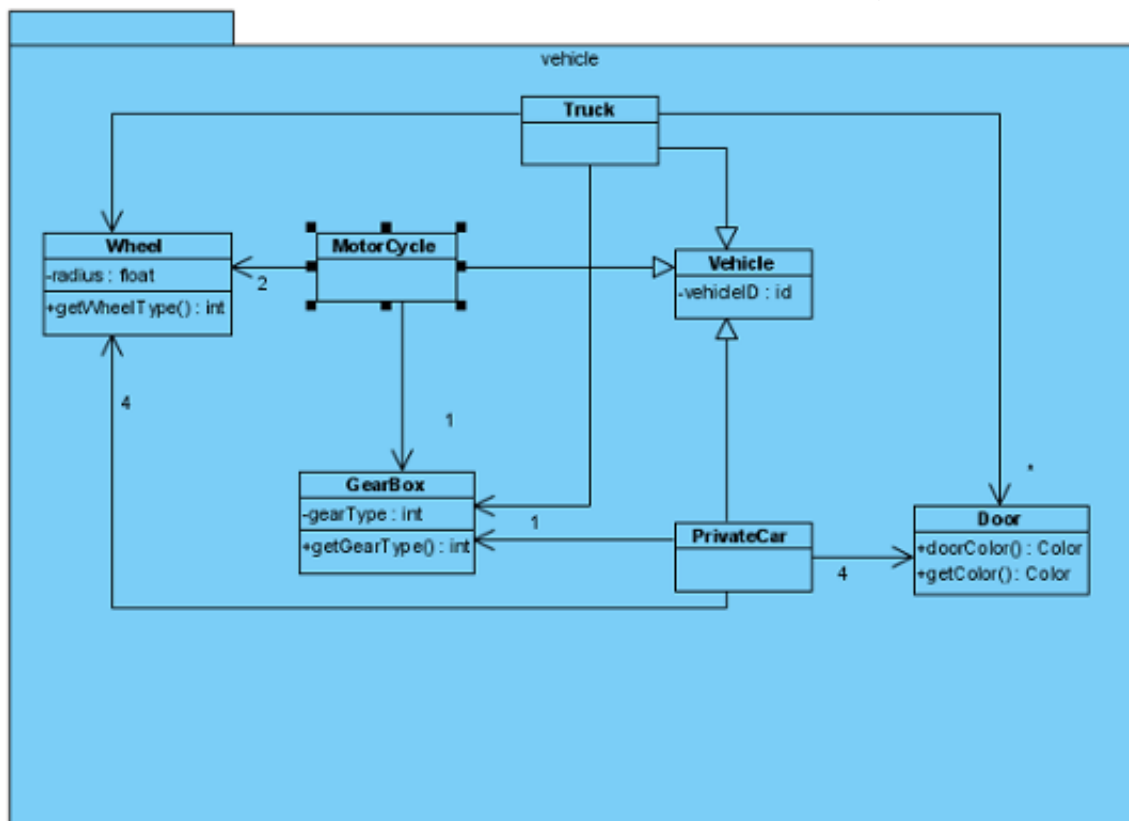 vehicle
Truck
Wheel
-radius : float
+getWheelType() : int
2
MotorCycle
Vehicle
-vehicleID : id
4
1
GearBox
-gearType : int
+getGearType() : int
1
PrivateCar
4
*
Door
+doorColor() : Color
+getColor() : Color